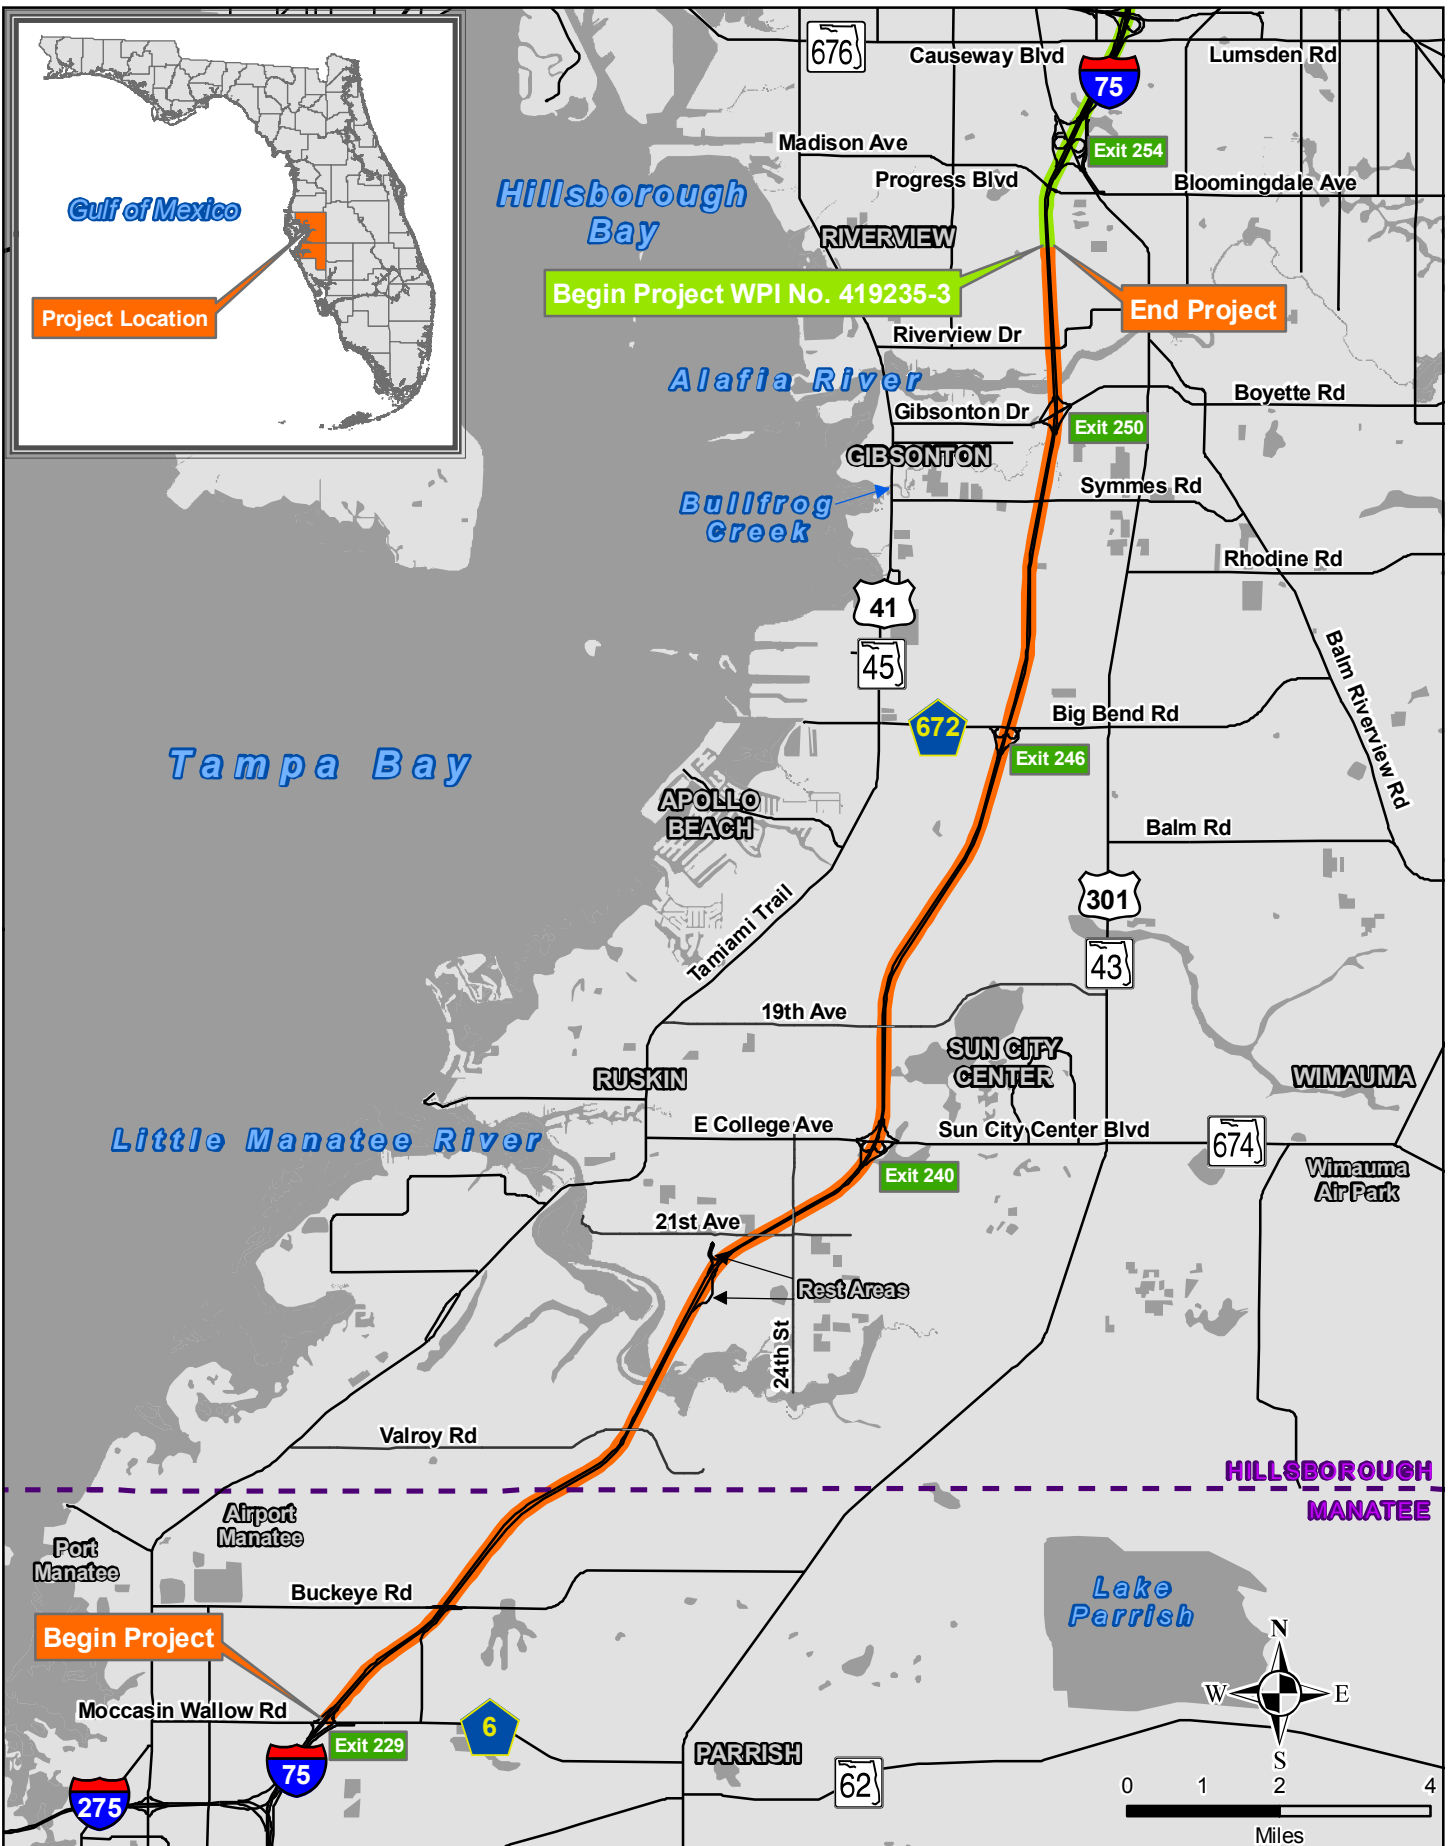 676
Causeway Blvd
Lumsden Rd
75
Madison Ave
Exit 254
Progress Blvd
Bloomingdale Ave
Hillsborough
Bay
Gulf of Mexico
RIVERVIEW
Project Location
Begin Project WPI No. 419235-3
End Project
Riverview Dr
Alafia River
Boyette Rd
Gibsonton Dr
Exit 250
GIBSONTON
Symmes Rd
Bullfrog
Creek
Rhodine Rd
41
45
Balm Riverview Rd
672
Big Bend Rd
Exit 246
Tampa Bay
APOLLO
BEACH
Balm Rd
301
Tamiami Trail
43
19th Ave
SUN CITY
CENTER
RUSKIN
WIMAUMA
E College Ave
Sun City Center Blvd
674
Little Manatee River
Exit 240
Wimauma
Air Park
21st Ave
Rest Areas
24th St
Valroy Rd
HILLSBOROUGH
MANATEE
Airport
Manatee
Port
Manatee
Buckeye Rd
Lake
Parrish
Begin Project
N
W
E
S
Moccasin Wallow Rd
6
Exit 229
75
PARRISH
62
275
0 1 2 4
Miles